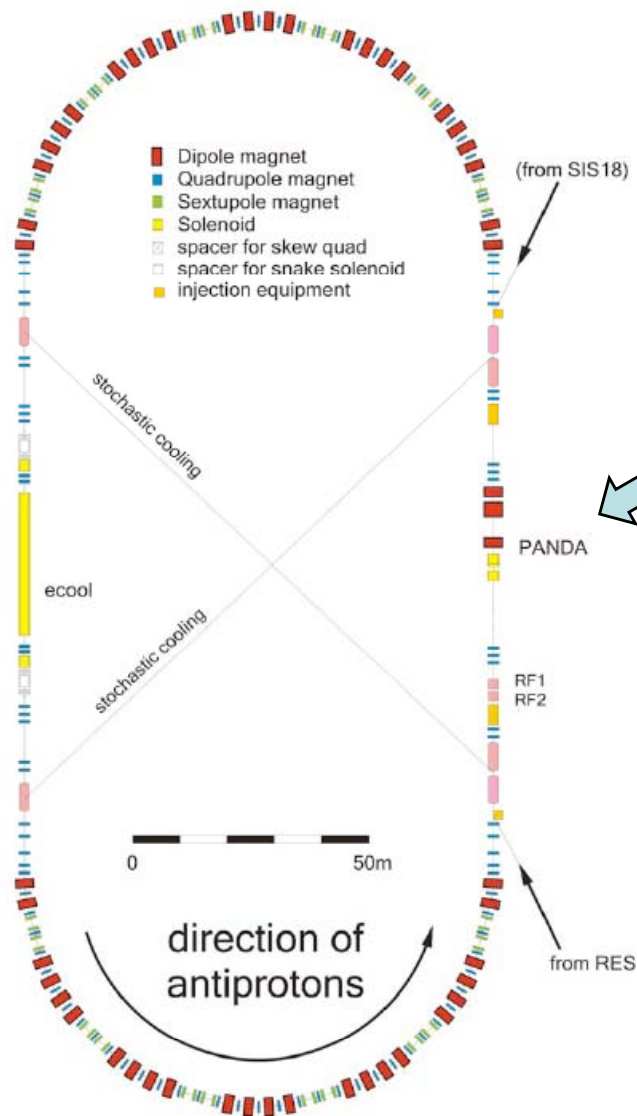 Dipole magnet
Quadrupole magnet
Sextupole magnet
Solenoid
spacer for skew quad
spacer for snake solenoid
injection equipment
(from SIS18)
stochastic cooling
PANDA
ecool
stochastic cooling
RF1
RF2
0 50m
direction of
antiprotons
from RES